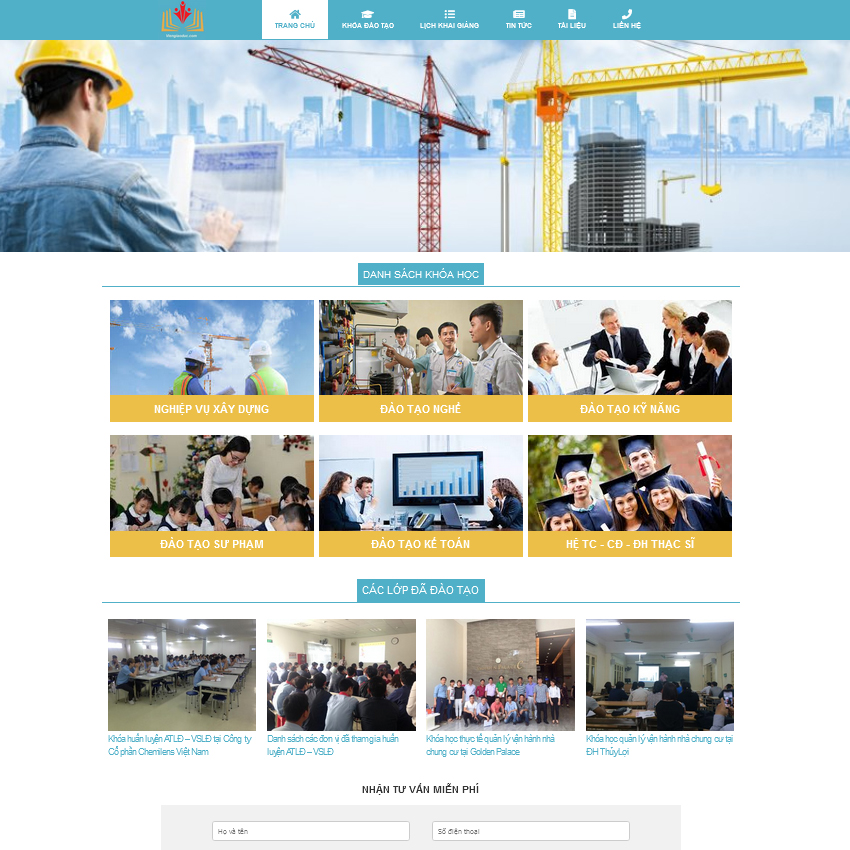 TRANG CHỦ
KHÓA ĐÀO TẠO
LỊCH KHAI GIẢNG
TIN TỨC
TÀI LIỆU
LIÊN HỆ
DANH SÁCH KHÓA HỌC
NGHIỆP VỤ XÂY DỰNG
ĐÀO TẠO NGHỀ
ĐÀO TẠO KỸ NĂNG
ĐÀO TẠO SƯ PHẠM
ĐÀO TẠO KẾ TOÁN
HỆ TC - CĐ - ĐH THẠC SĨ
CÁC LỚP ĐÃ ĐÀO TẠO
Khóa huấn luyện ATLĐ – VSLĐ tại Công ty
Cổ phần Chemilens Việt Nam
Danh sách các đơn vị đã tham gia huấn
luyện ATLĐ – VSLĐ
Khóa học thực tế quản lý vận hành nhà
chung cư tại Golden Palace
Khóa học quản lý vận hành nhà chung cư tại
ĐH Thủy Lợi
NHẬN TƯ VẤN MIỄN PHÍ
Họ và tên
Số điện thoại